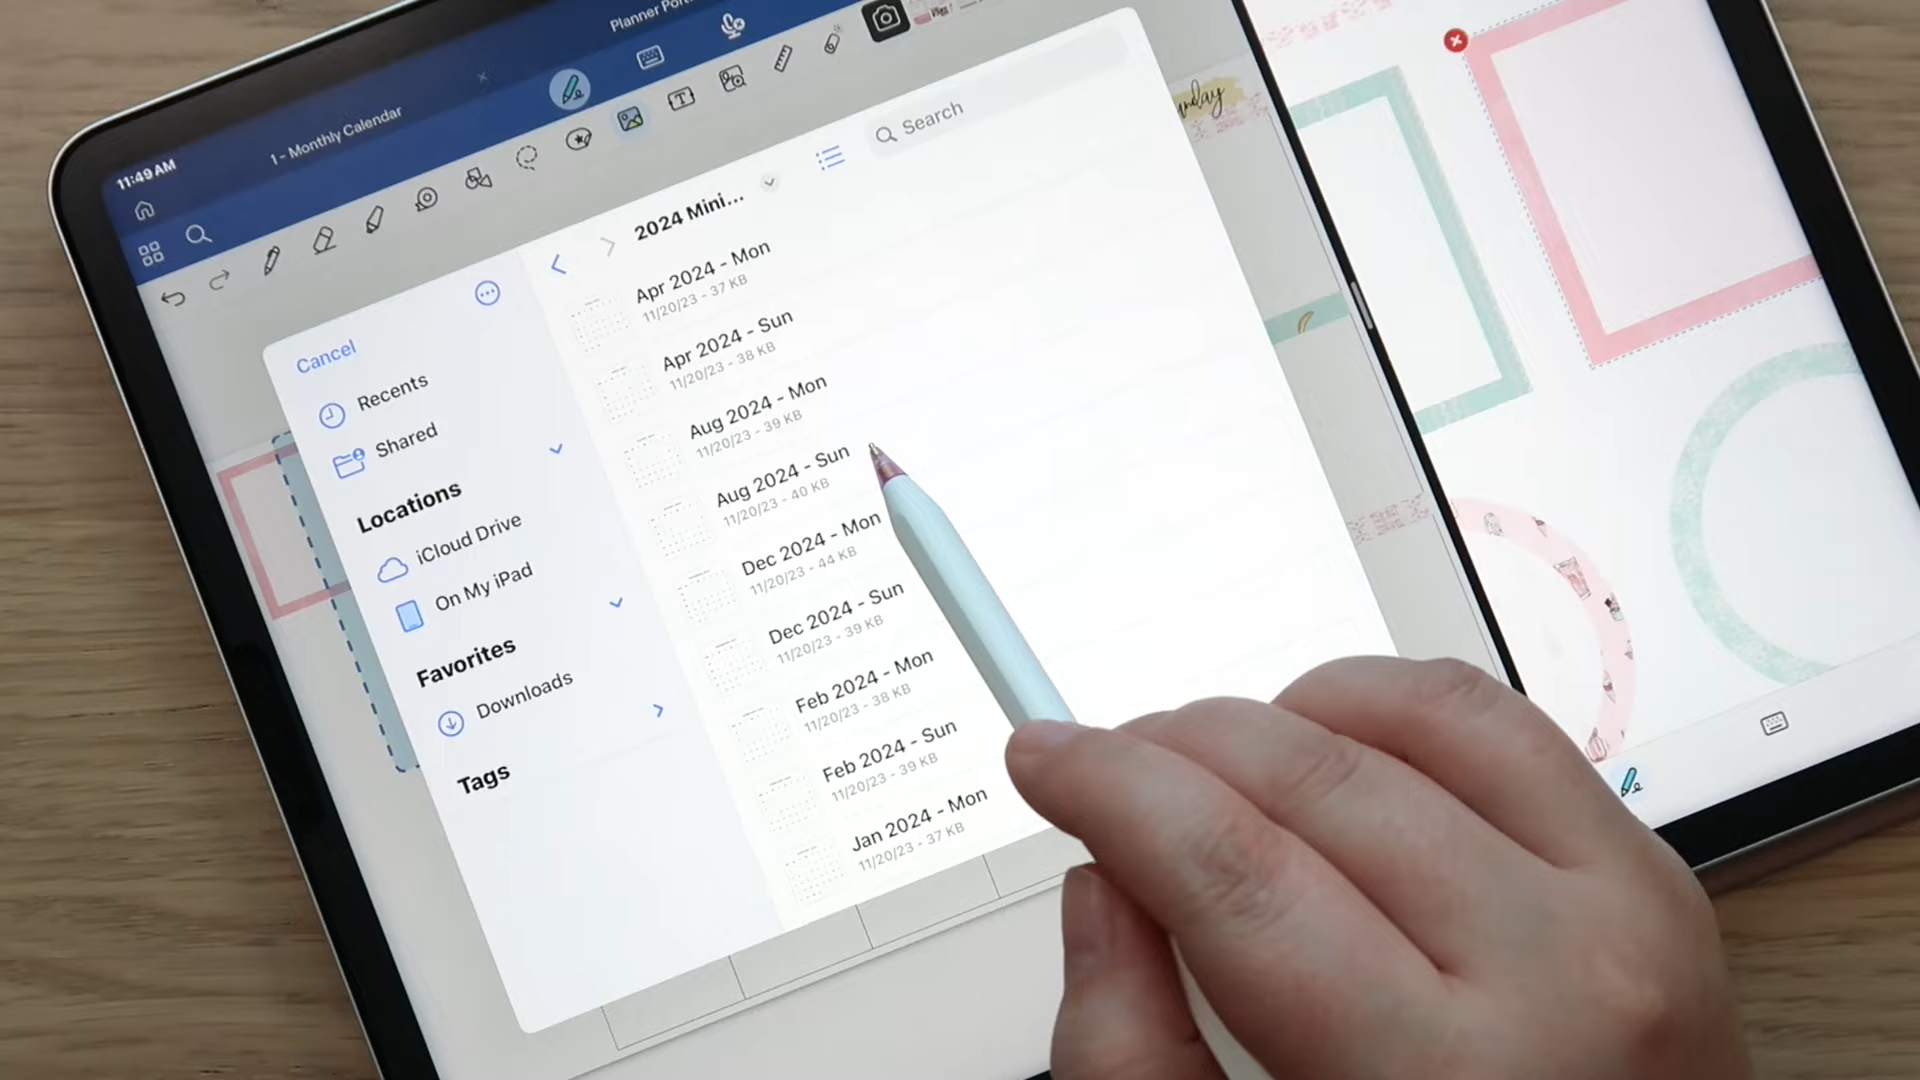 Planner Por
1 - Monthly Calendar
11:49 AM
Search
2024 Mini...
Cancel
Recents
Shared
Locations
iCloud Drive
On My iPad
Favorites
Downloads
Tags
Apr 2024 - Mon
11/20/23 - 37 KB
Apr 2024 - Sun
11/20/23 - 38 KB
Aug 2024 - Mon
11/20/23 - 39 KB
Aug 2024 - Sun
11/20/23 - 40 KB
Dec 2024 - Mon
11/20/23 - 44 KB
Dec 2024 - Sun
11/20/23 - 39 KB
Feb 2024 - Mon
11/20/23 - 38 KB
Feb 2024 - Sun
11/20/23 - 39 KB
Jan 2024 - Mon
11/20/23 - 37 KB
unday